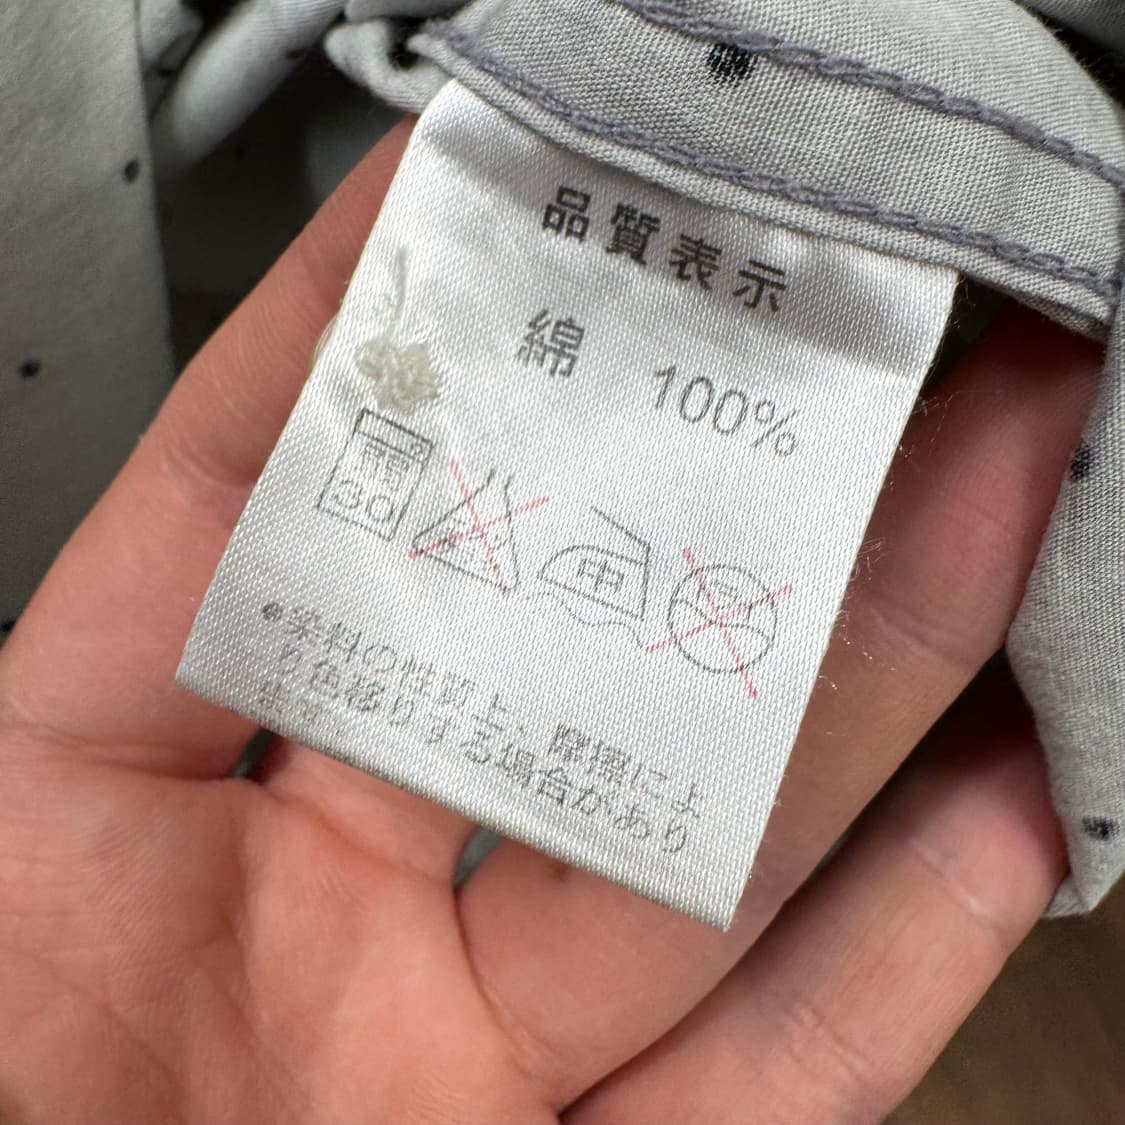 品質表示
綿 100%
中
●染料の性質上、摩擦によ
り色移りする場合があり
ます